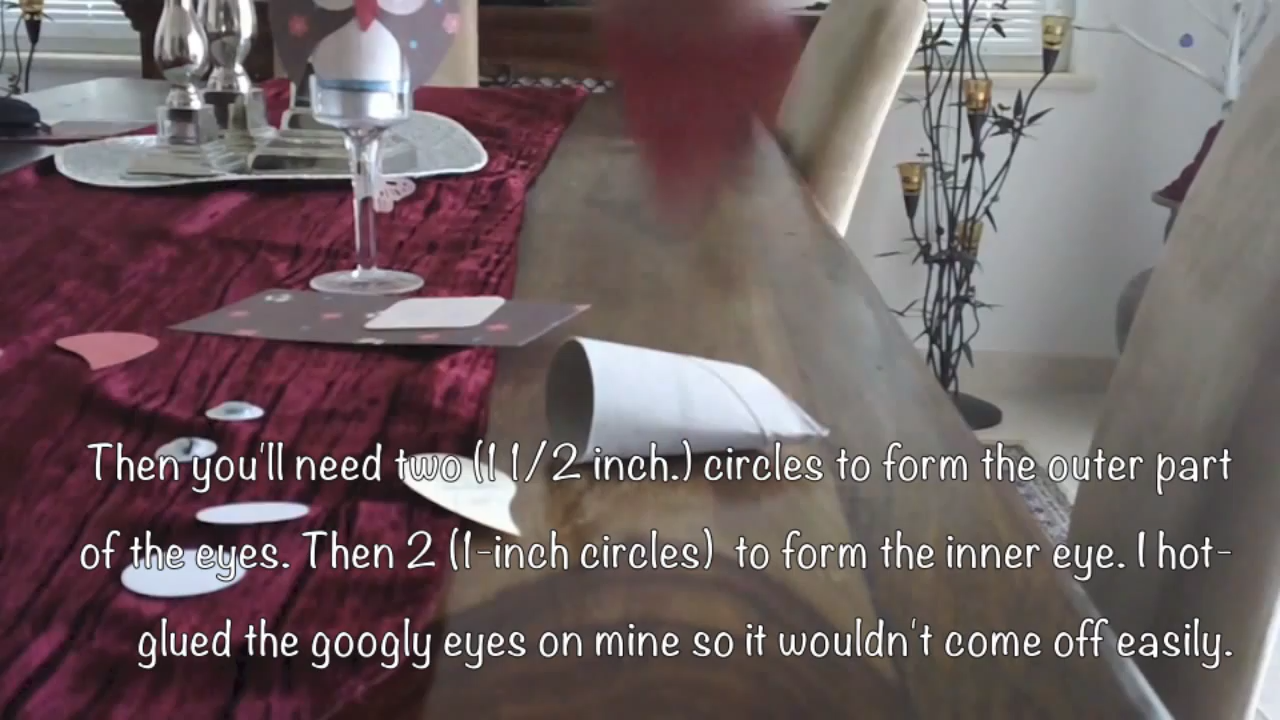 Then you'll need two (1 1/2 inch.) circles to form the outer part
of the eyes. Then 2 (1-inch circles) to form the inner eye. I hot-
glued the googly eyes on mine so it wouldn't come off easily.